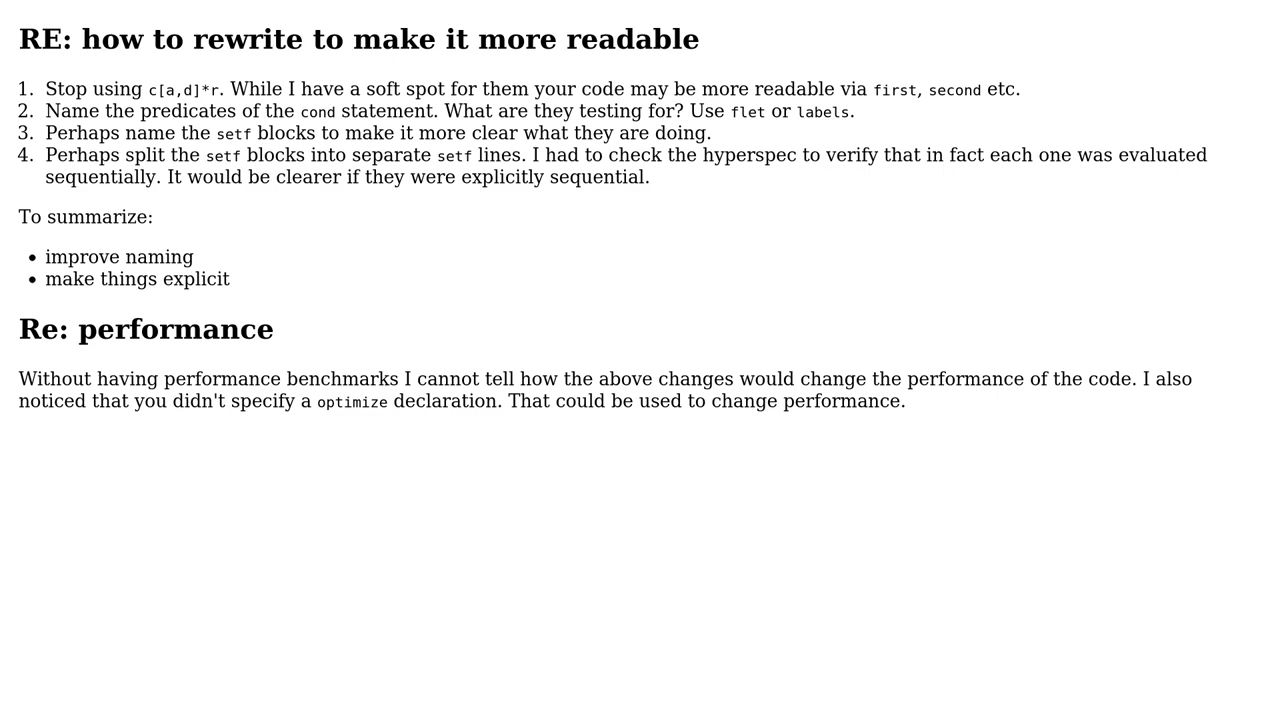 RE: how to rewrite to make it more readable
1. Stop using c[a,d]*r. While I have a soft spot for them your code may be more readable via first, second etc.
2. Name the predicates of the cond statement. What are they testing for? Use flet or labels.
3. Perhaps name the setf blocks to make it more clear what they are doing.
4. Perhaps split the setf blocks into separate setf lines. I had to check the hyperspec to verify that in fact each one was evaluated
sequentially. It would be clearer if they were explicitly sequential.
To summarize:
• improve naming
• make things explicit
Re: performance
Without having performance benchmarks I cannot tell how the above changes would change the performance of the code. I also
noticed that you didn't specify a optimize declaration. That could be used to change performance.